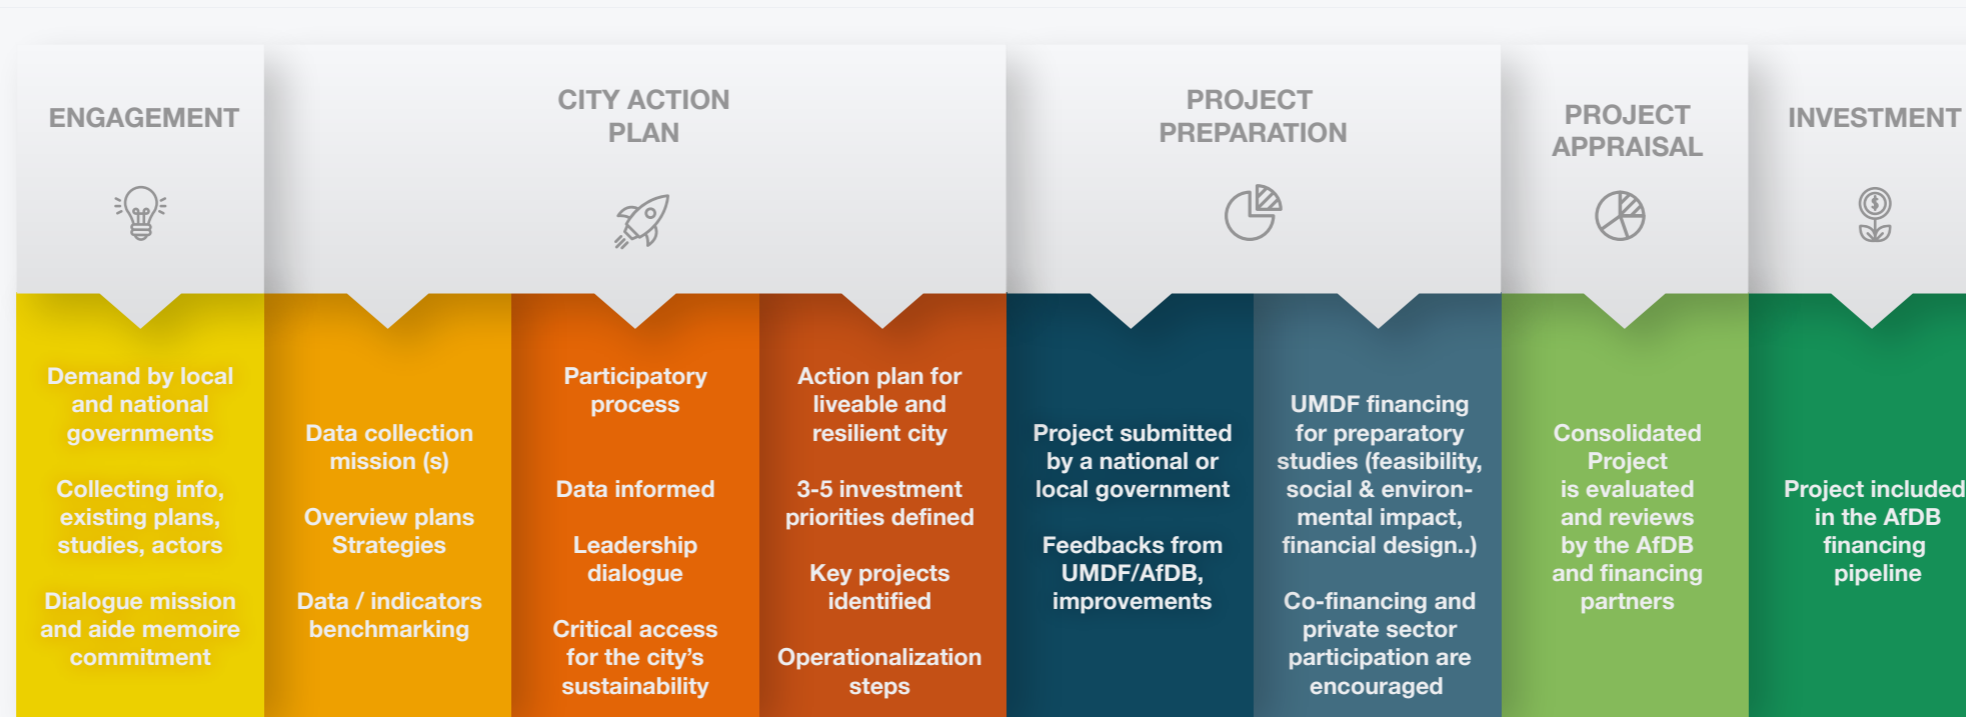 ENGAGEMENT
CITY ACTION
PLAN
PROJECT
PREPARATION
PROJECT
APPRAISAL
INVESTMENT
Demand by local
and national
governments
Collecting info,
existing plans,
studies, actors
Dialogue mission
and aide memoire
commitment
Data collection
mission (s)
Overview plans
Strategies
Data / indicators
benchmarking
Participatory
process
Data informed
Leadership
dialogue
Critical access
for the city’s
sustainability
Action plan for
liveable and
resilient city
3-5 investment
priorities defined
Key projects
identified
Operationalization
steps
Project submitted
by a national or
local government
Feedbacks from
UMDF/AfDB,
improvements
UMDF financing
for preparatory
studies (feasibility,
social & environ-
mental impact,
financial design..)
Co-financing and
private sector
participation are
encouraged
Consolidated
Project
is evaluated
and reviews
by the AfDB
and financing
partners
Project included
in the AfDB
financing
pipeline